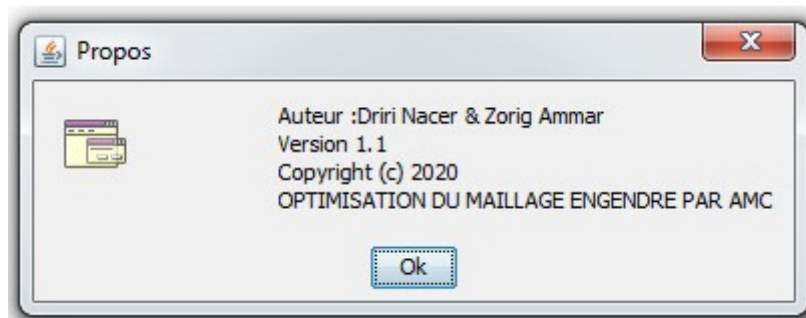 Propos
Auteur :Driri Nacer & Zorig Ammar
Version 1.1
Copyright (c) 2020
OPTIMISATION DU MAILLAGE ENGENDRE PAR AMC
Ok